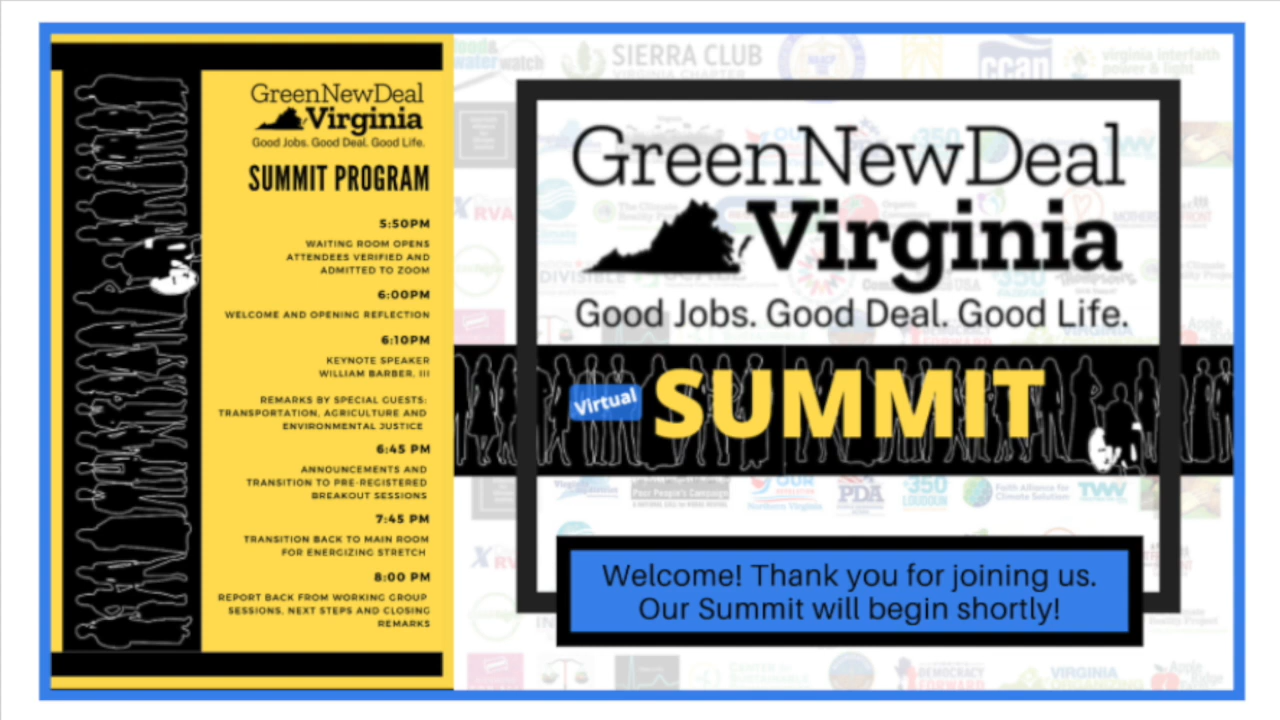 GreenNewDeal
Virginia
Good Jobs. Good Deal. Good Life.
SUMMIT PROGRAM
5:50PM
WAITING ROOM OPENS
ATTENDEES VERIFIED AND
ADMITTED TO ZOOM
6:00PM
WELCOME AND OPENING REFLECTION
6:10PM
KEYNOTE SPEAKER
WILLIAM BARBER, III
REMARKS BY SPECIAL GUESTS:
TRANSPORTATION, AGRICULTURE AND
ENVIRONMENTAL JUSTICE
6:45 PM
ANNOUNCEMENTS AND
TRANSITION TO PRE-REGISTERED
BREAKOUT SESSIONS
7:45 PM
TRANSITION BACK TO MAIN ROOM
FOR ENERGIZING STRETCH
8:00 PM
REPORT BACK FROM WORKING GROUP
SESSIONS, NEXT STEPS AND CLOSING
REMARKS
SIERRA CLUB
VIRGINIA CHARTER
ccan
virginia interfaith
power & light
GreenNewDeal
Virginia
Good Jobs. Good Deal. Good Life.
Virtual
SUMMIT
Poor People's Campaign
Northern Virginia
PDA
350
LOUDOUN
Faith Alliance for
Climate Solutions
Welcome! Thank you for joining us.
Our Summit will begin shortly!
DEMOCRACY
FORWARD
VIRGINIA
ORGANIZING